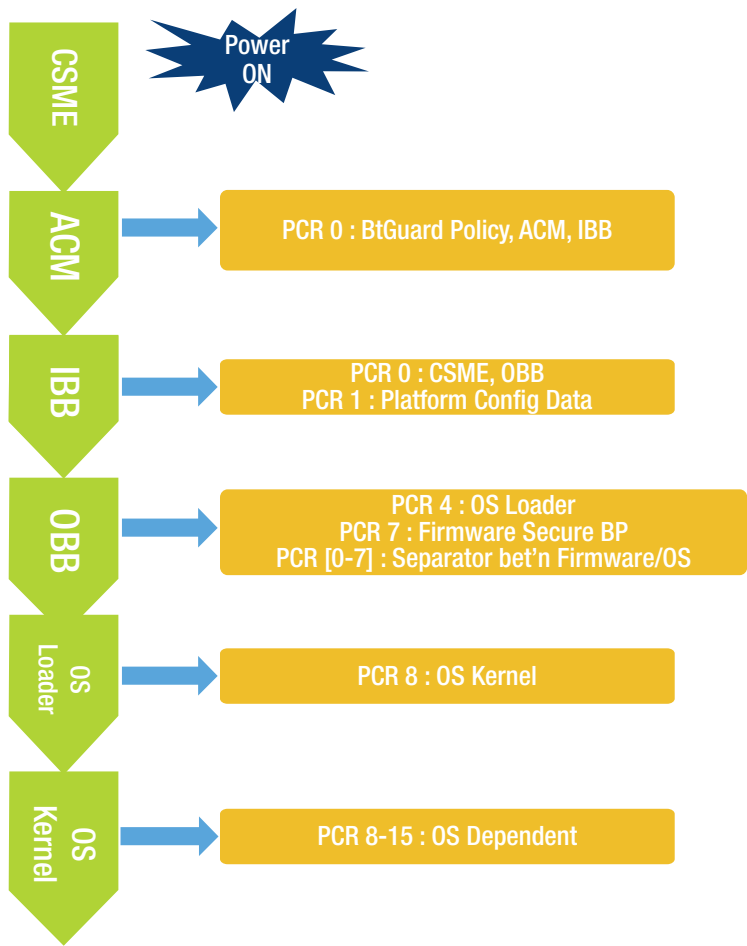 Power
ON
CSME
ACM
PCR 0 : BtGuard Policy, ACM, IBB
IBB
PCR 0 : CSME, OBB
PCR 1 : Platform Config Data
OBB
PCR 4 : OS Loader
PCR 7 : Firmware Secure BP
PCR [0-7] : Separator bet'n Firmware/OS
OS
Loader
PCR 8 : OS Kernel
OS
Kernel
PCR 8-15 : OS Dependent